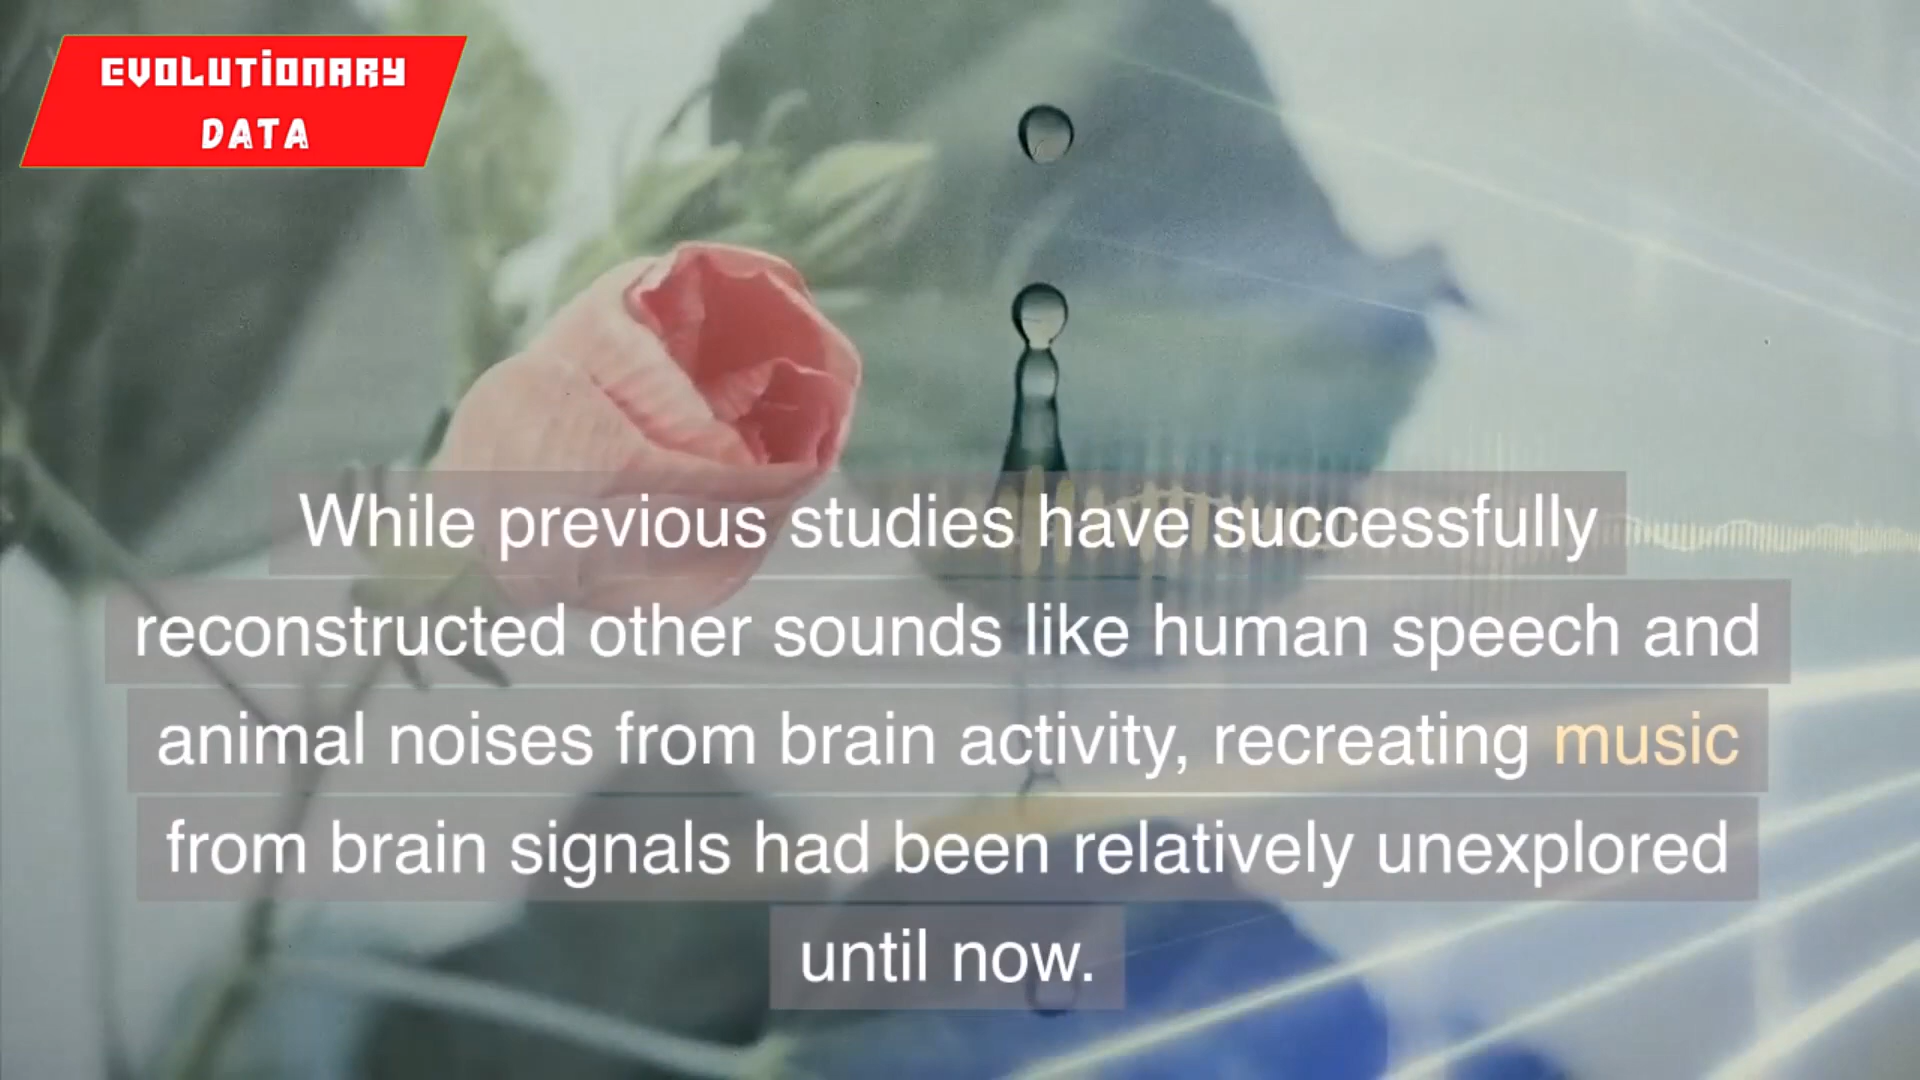 EVOLUTIONARY
DATA
While previous studies have successfully
reconstructed other sounds like human speech and
animal noises from brain activity, recreating music
from brain signals had been relatively unexplored
until now.